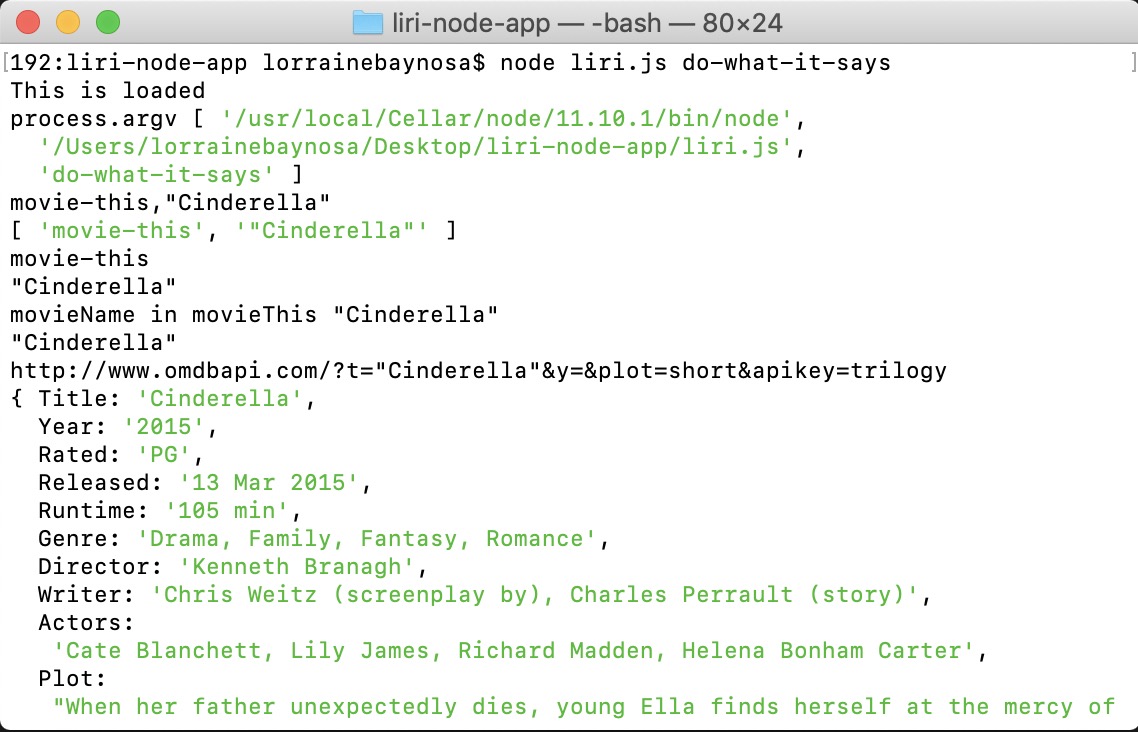 liri-node-app — -bash — 80×24
[192:liri-node-app lorrainebaynosa$ node liri.js do-what-it-says ]
This is loaded
process.argv [ '/usr/local/Cellar/node/11.10.1/bin/node',
  '/Users/lorrainebaynosa/Desktop/liri-node-app/liri.js',
  'do-what-it-says' ]
movie-this,"Cinderella"
[ 'movie-this', '"Cinderella"' ]
movie-this
"Cinderella"
movieName in movieThis "Cinderella"
"Cinderella"
http://www.omdbapi.com/?t="Cinderella"&y=&plot=short&apikey=trilogy
{ Title: 'Cinderella',
  Year: '2015',
  Rated: 'PG',
  Released: '13 Mar 2015',
  Runtime: '105 min',
  Genre: 'Drama, Family, Fantasy, Romance',
  Director: 'Kenneth Branagh',
  Writer: 'Chris Weitz (screenplay by), Charles Perrault (story)',
  Actors:
   'Cate Blanchett, Lily James, Richard Madden, Helena Bonham Carter',
  Plot:
   "When her father unexpectedly dies, young Ella finds herself at the mercy of